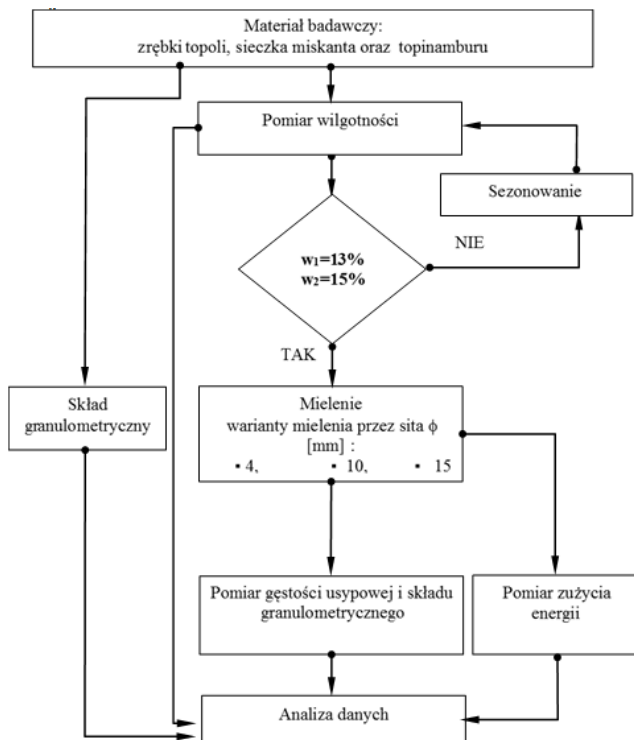 Materiał badawczy:
zrębki topoli, sieczka miskanta oraz topinamburu
Pomiar wilgotności
Sezonowanie
NIE
w₁=13%
w₂=15%
TAK
Skład
granulometryczny
Mielenie
warianty mielenia przez sita ϕ
[mm] :
▪ 4, ▪ 10, ▪ 15
Pomiar gęstości usypowej i składu
granulometrycznego
Pomiar zużycia
energii
Analiza danych